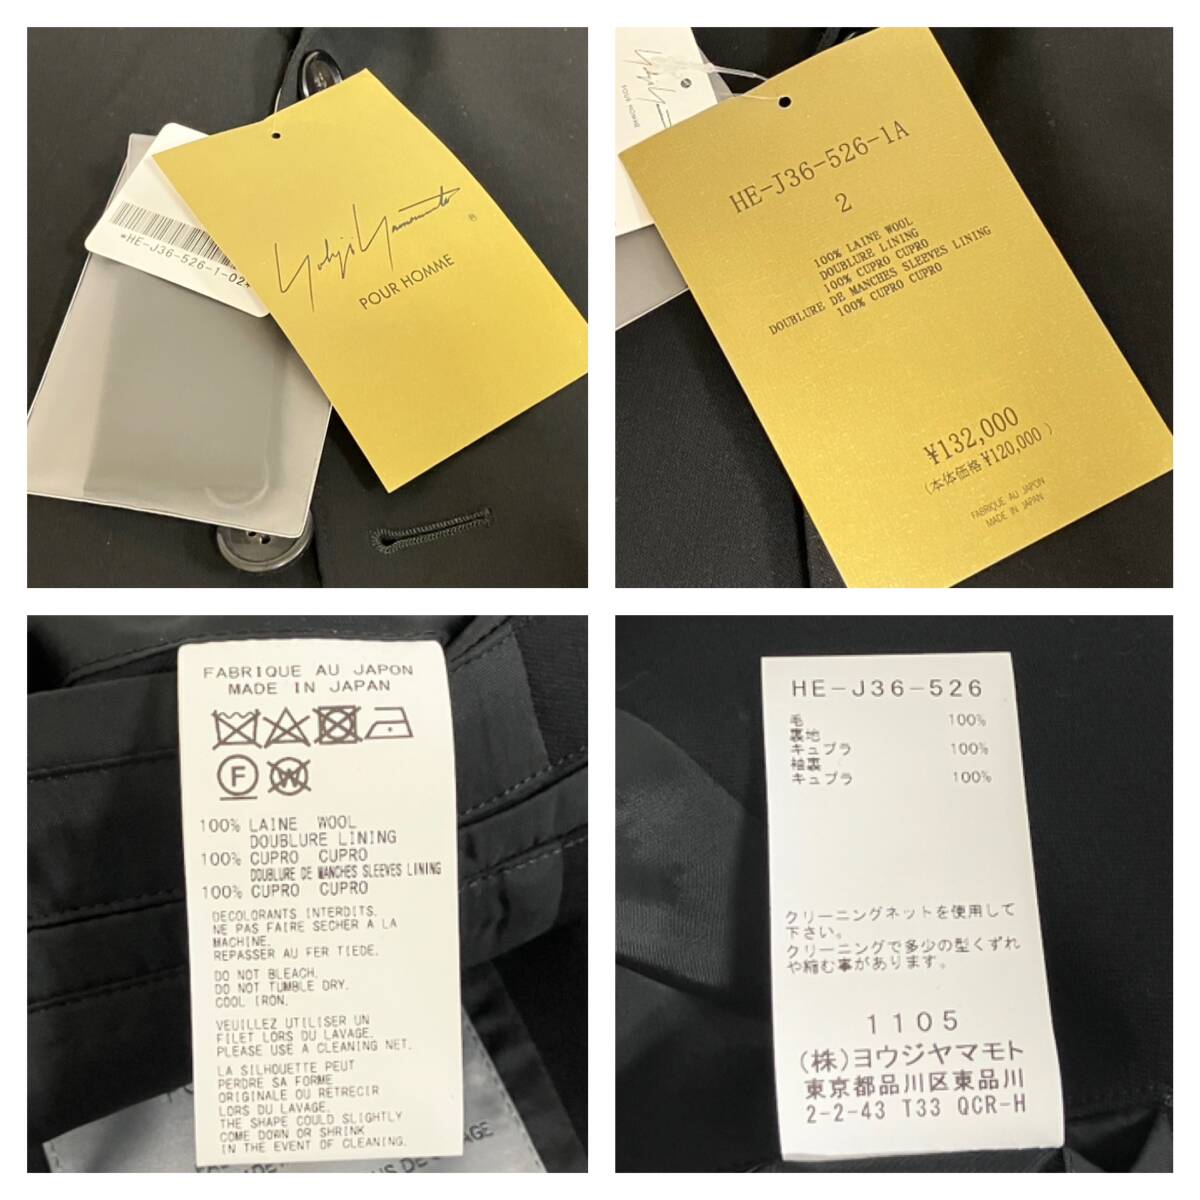 *HE-J36-526-1-02*
Yohji Yamamoto
®
POUR HOMME
POUR HOMME
HE-J36-526-1A
2
100% LAINE WOOL
DOUBLURE LINING
100% CUPRO CUPRO
DOUBLURE DE MANCHES SLEEVES LINING
100% CUPRO CUPRO
¥132,000
(本体価格 ¥120,000 )
FABRIQUE AU JAPON
MADE IN JAPAN
FABRIQUE AU JAPON
MADE IN JAPAN
F
W
100% LAINE WOOL
DOUBLURE LINING
100% CUPRO CUPRO
DOUBLURE DE MANCHES SLEEVES LINING
100% CUPRO CUPRO
DECOLORANTS INTERDITS.
NE PAS FAIRE SECHER A LA
MACHINE.
REPASSER AU FER TIEDE.
DO NOT BLEACH.
DO NOT TUMBLE DRY.
COOL IRON.
VEUILLEZ UTILISER UN
FILET LORS DU LAVAGE.
PLEASE USE A CLEANING NET.
LA SILHOUETTE PEUT
PERDRE SA FORME
ORIGINALE OU RETRECIR
LORS DU LAVAGE.
THE SHAPE COULD SLIGHTLY
COME DOWN OR SHRINK
IN THE EVENT OF CLEANING.
HE-J36-526
毛 100%
裏地
キュプラ 100%
袖裏
キュプラ 100%
クリーニングネットを使用して
下さい。
クリーニングで多少の型くずれ
や縮む事があります。
1105
(株)ヨウジヤマモト
東京都品川区東品川
2-2-43 T33 QCR-H